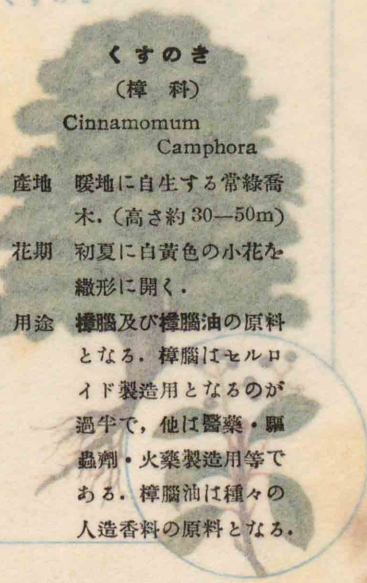 くすのき
(樟 科)
Cinnamomum
Camphora
產地 暖地に自生する常綠喬
木．(高さ約 30—50m)
花期 初夏に白黃色の小花を
繖形に開く．
用途 樟腦及び樟腦油の原料
となる．樟腦はセルロ
イド製造用となるのが
過半で，他は醫藥・驅
蟲劑・火藥製造用等で
ある．樟腦油は種々の
人造香料の原料となる．